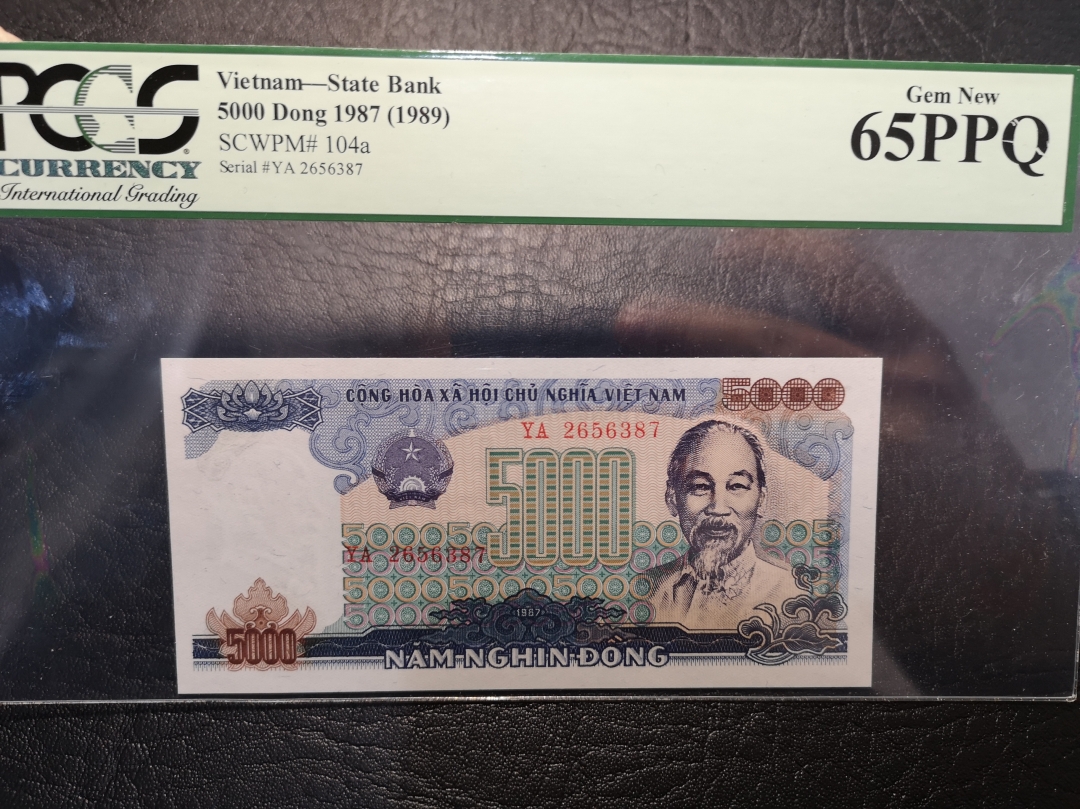 PCGS
CURRENCY
International Grading
Vietnam—State Bank
5000 Dong 1987 (1989)
SCWPM# 104a
Serial #YA 2656387
Gem New
65PPQ
CỘNG HÒA XÃ HỘI CHỦ NGHĨA VIỆT NAM
5000
YA 2656387
5000
YA 2656387
1987
5000
NĂM NGHÌN ĐỒNG